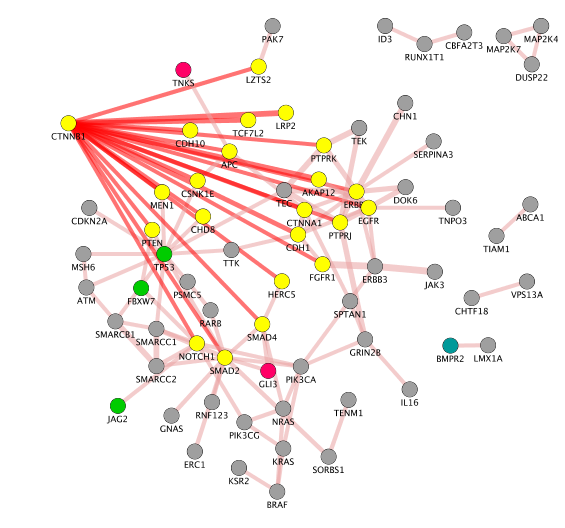 ID3
PAK7
MAP2K4
CBFA2T3
MAP2K7
RUNX1T1
DUSP22
TNKS
LZTS2
CHN1
LRP2
CTNNB1
TCF7L2
TEK
CDH10
SERPINA3
PTPRK
APC
CSNK1E
AKAP12
TEC
MEN1
ERBB
DOK6
CDKN2A
CHD8
CTNNA1
EGFR
TNPO3
ABCA1
PTPRJ
PTEN
CDH1
TIAM1
MSH6
TP53
TTK
FGFR1
ERBB3
JAK3
ATM
FBXW7
PSMC5
HERC5
VPS13A
CHTF18
SPTAN1
RARB
SMARCB1
SMARCC1
SMAD4
NOTCH1
GRIN2B
BMPR2
LMX1A
SMAD2
SMARCC2
GLI3
PIK3CA
IL16
JAG2
RNF123
TENM1
GNAS
NRAS
PIK3CG
ERC1
KRAS
SORBS1
KSR2
BRAF